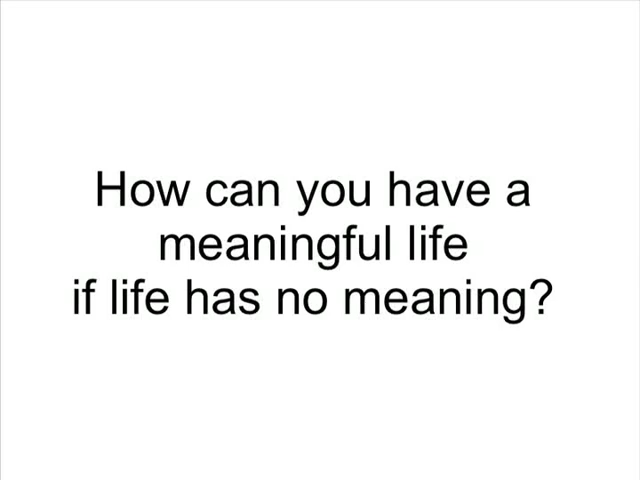 How can you have a
meaningful life
if life has no meaning?